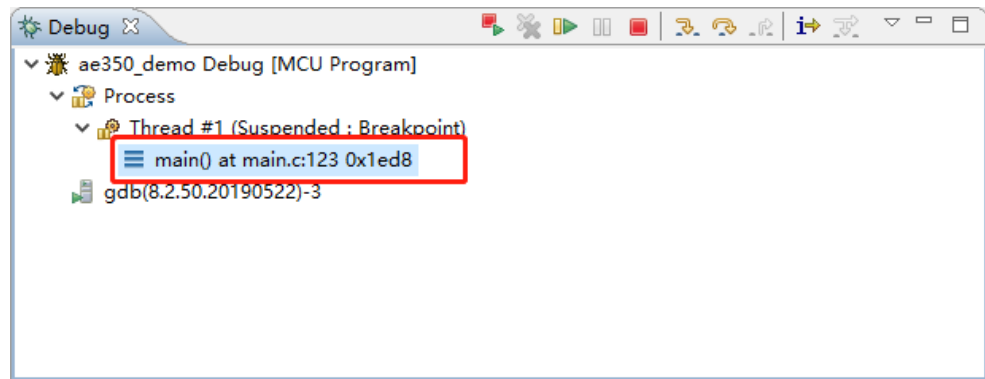 Debug
ae350_demo Debug [MCU Program]
Process
Thread #1 (Suspended : Breakpoint)
main() at main.c:123 0x1ed8
gdb(8.2.50.20190522)-3